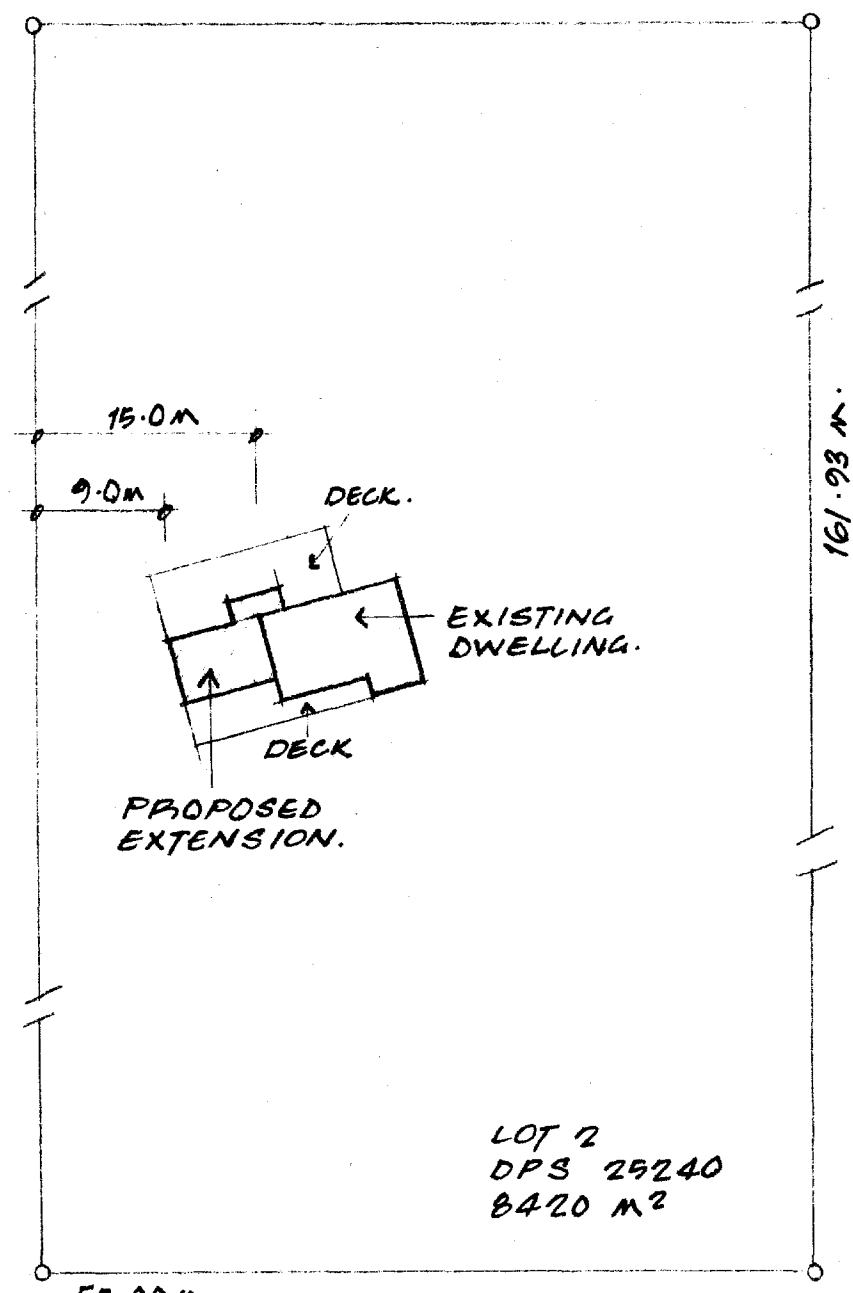 15.0M
9.0M
DECK.
161.93 M.
EXISTING
DWELLING.
DECK
PROPOSED
EXTENSION.
LOT 2
DPS 25240
8420 M²